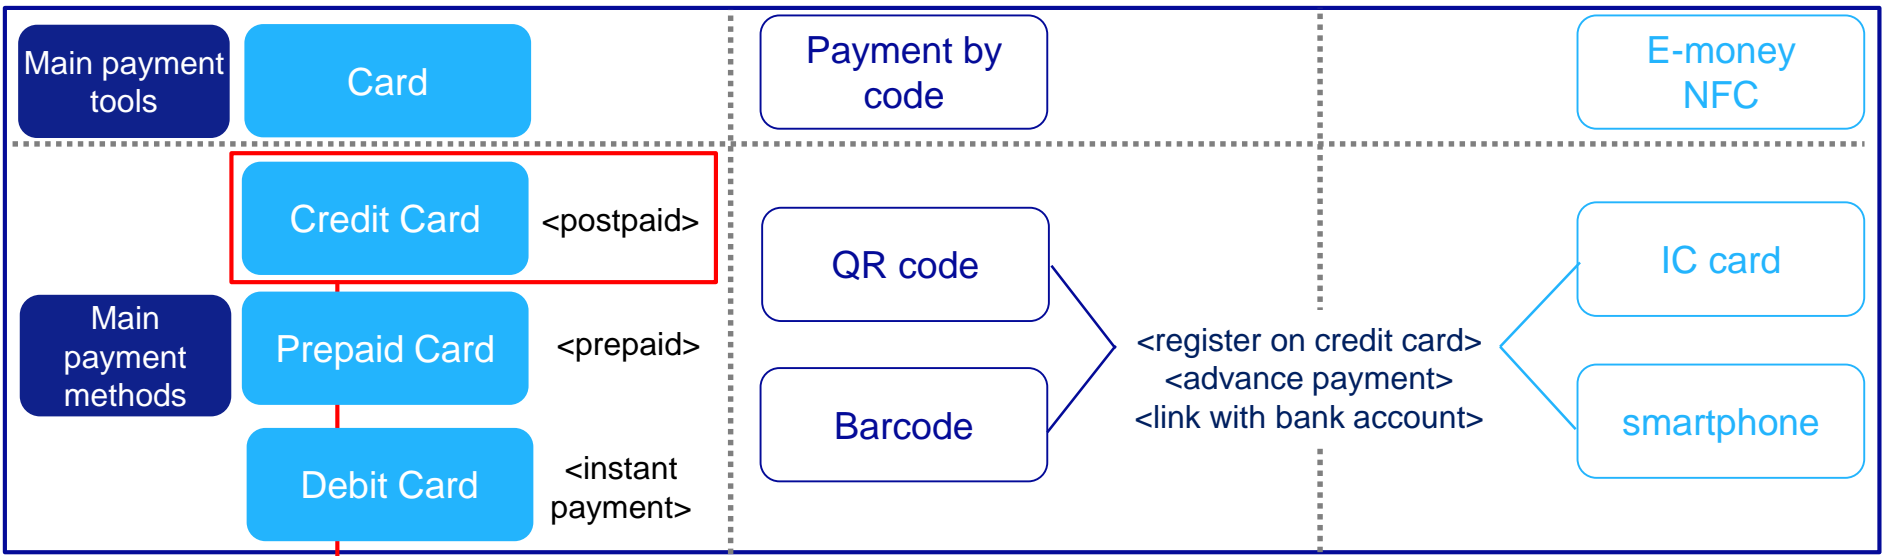 Main payment
tools
Card
Payment by
code
E-money
NFC
Main
payment
methods
Credit Card
<postpaid>
Prepaid Card
<prepaid>
Debit Card
<instant
payment>
QR code
Barcode
<register on credit card>
<advance payment>
<link with bank account>
IC card
smartphone